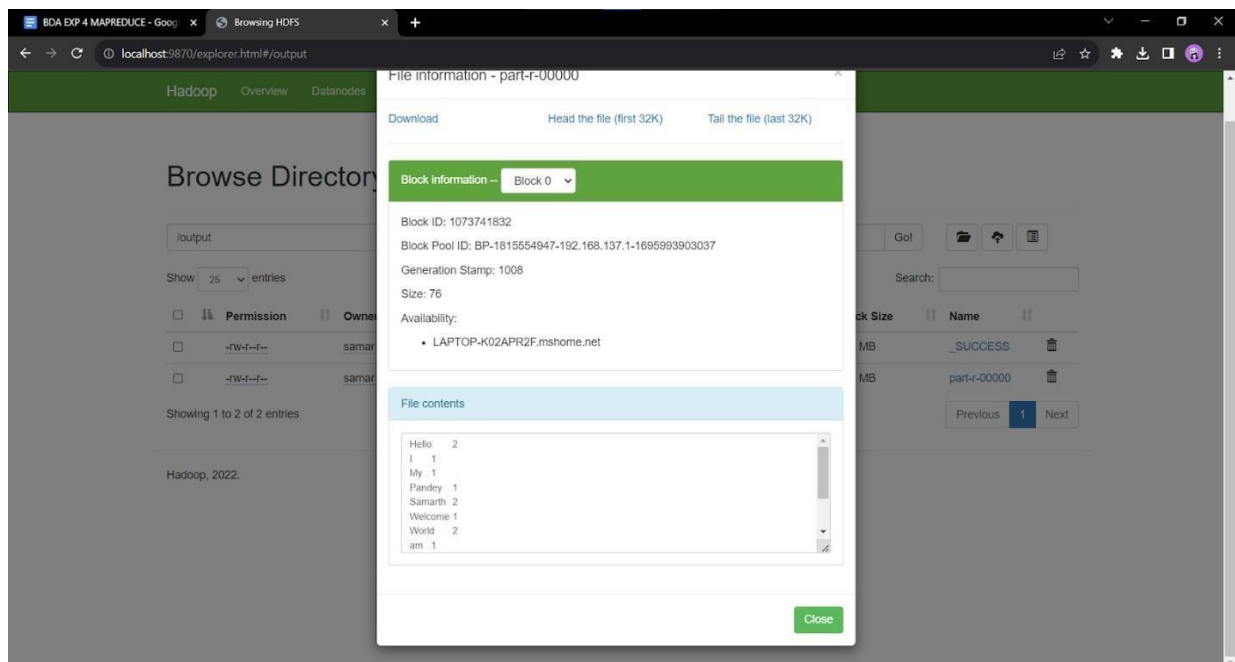 BDA EXP 4 MAPREDUCE - Goog
Browsing HDFS
localhost:9870/explorer.html#/output
File information - part-r-00000
Hadoop Overview Datanodes
Download Head the file (first 32K) Tail the file (last 32K)
Browse Directory
Block information -- Block 0
Block ID: 1073741832
Block Pool ID: BP-1815554947-192.168.137.1-1695993903037
/output Go!
Generation Stamp: 1008
Show 25 entries Search:
Size: 76
Permission Owner ck Size Name
Availability:
LAPTOP-K02APR2F.mshome.net
-rw-r--r-- samar MB _SUCCESS
-rw-r--r-- samar MB part-r-00000
File contents
Showing 1 to 2 of 2 entries Previous 1 Next
Hello 2
I 1
My 1
Pandey 1
Samarth 2
Welcome 1
World 2
am 1
Hadoop, 2022.
Close